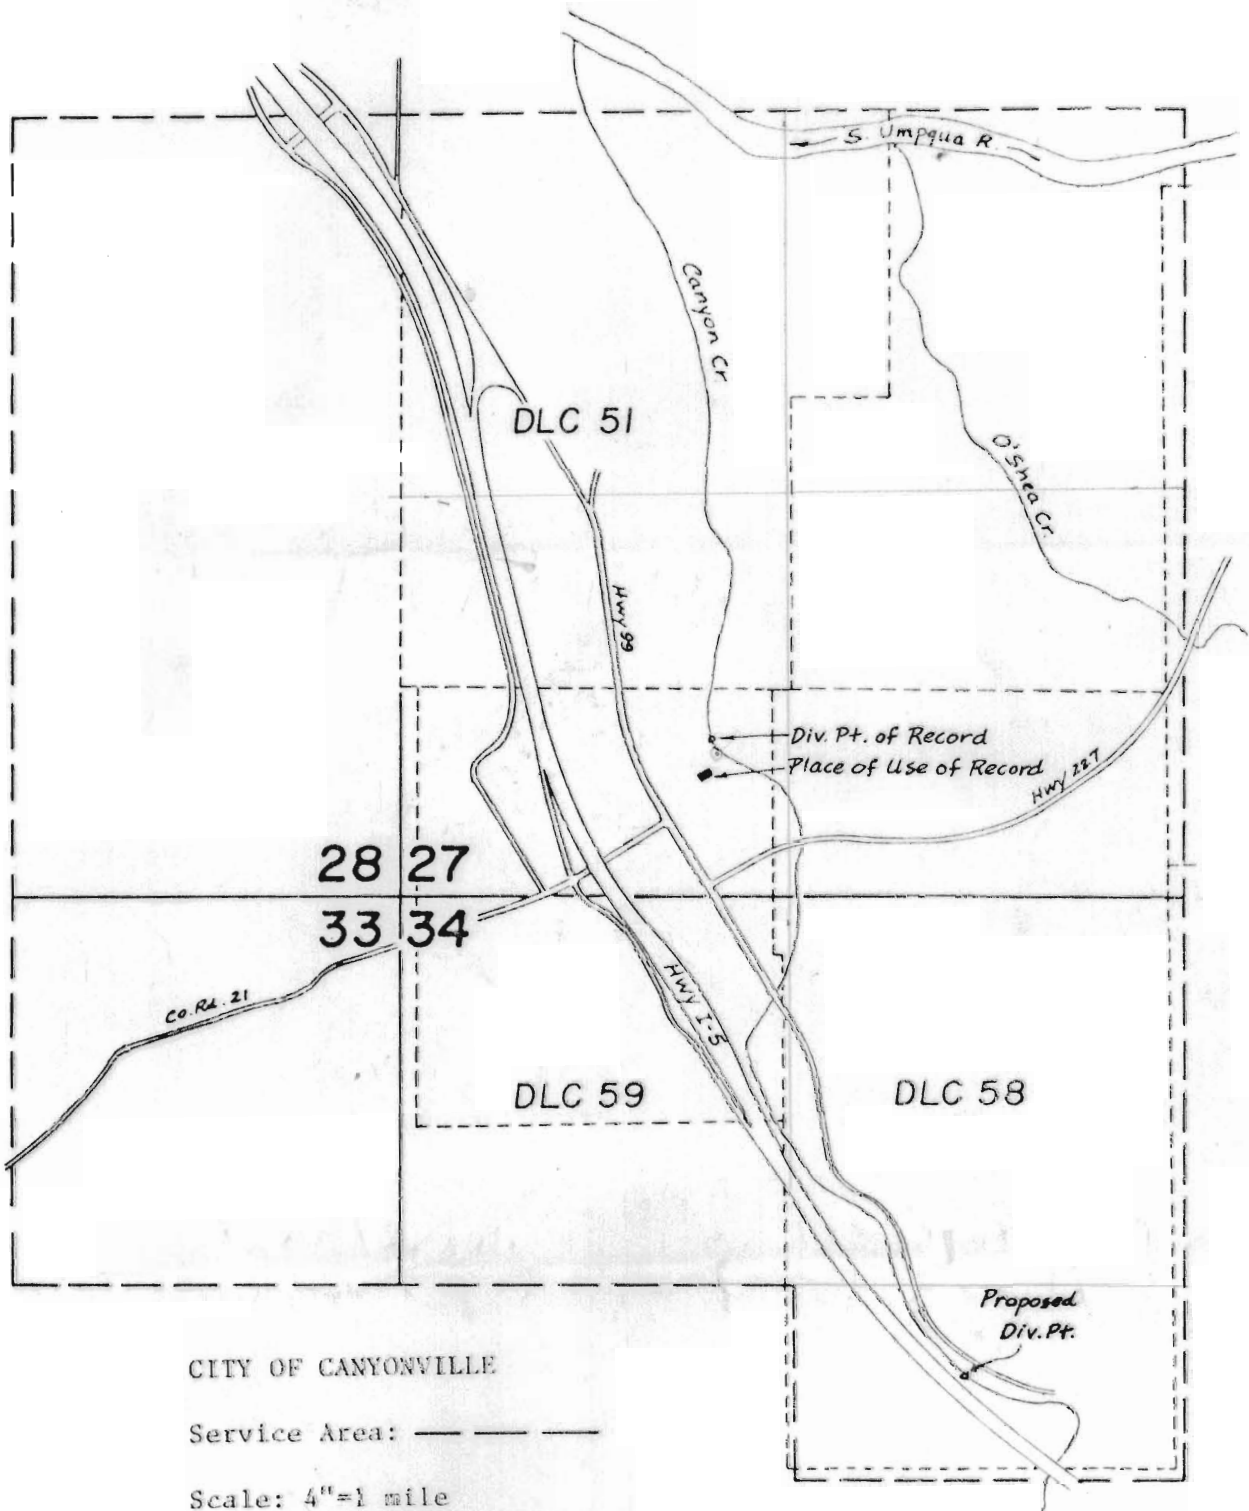 S. Umpqua R.
Canyon Cr.
DLC 51
O'Shea Cr.
Hwy 99
Div. Pt. of Record
Place of Use of Record
Hwy 227
28 27
33 34
Co. Rd. 21
Hwy I-5
DLC 59
DLC 58
Proposed
Div. Pt.
CITY OF CANYONVILLE
Service Area:
Scale: 4"=1 mile